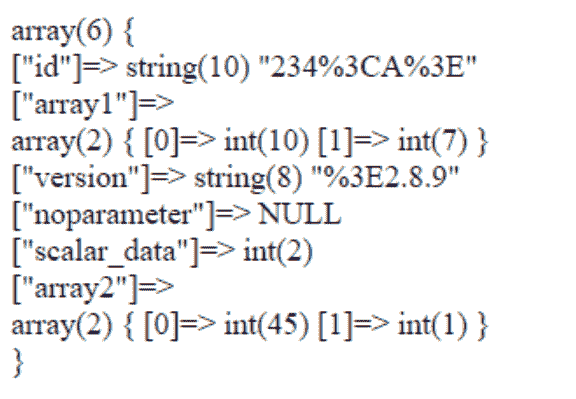 array(6) {
["id"]=> string(10) "234%3CA%3E"
["array1"]=>
array(2) { [0]=> int(10) [1]=> int(7) }
["version"]=> string(8) "%3E2.8.9"
["noparameter"]=> NULL
["scalar_data"]=> int(2)
["array2"]=>
array(2) { [0]=> int(45) [1]=> int(1) }
}